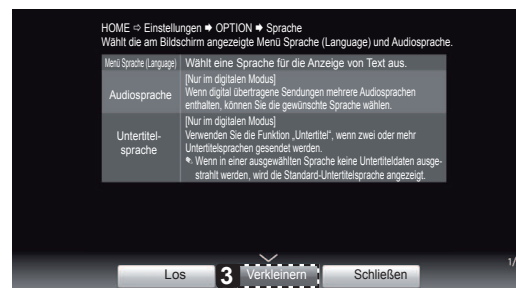 HOME ⇨ Einstellungen ➡ OPTION ➡ Sprache
Wählt die am Bildschirm angezeigte Menü Sprache (Language) und Audiosprache.
Menü Sprache (Language) Wählt eine Sprache für die Anzeige von Text aus.
[Nur im digitalen Modus]
Audiosprache
Wenn digital übertragene Sendungen mehrere Audiosprachen
enthalten, können Sie die gewünschte Sprache wählen.
Untertitel-
sprache
[Nur im digitalen Modus]
Verwenden Sie die Funktion „Untertitel“, wenn zwei oder mehr
Untertitelsprachen gesendet werden.
Wenn in einer ausgewählten Sprache keine Untertiteldaten ausge-
strahlt werden, wird die Standard-Untertitelsprache angezeigt.
Los 3 Verkleinern Schließen
1/